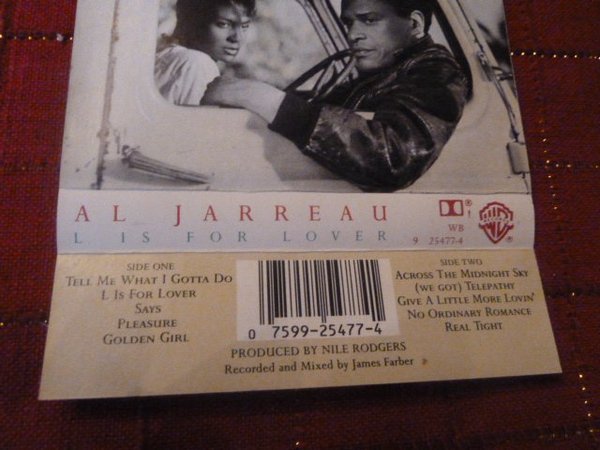 AL JARREAU
L IS FOR LOVER
WB
9 25477-4
SIDE ONE
TELL ME WHAT I GOTTA DO
L IS FOR LOVER
SAYS
PLEASURE
GOLDEN GIRL
0 7599-25477-4
PRODUCED BY NILE RODGERS
Recorded and Mixed by James Farber
SIDE TWO
ACROSS THE MIDNIGHT SKY
(WE GOT) TELEPATHY
GIVE A LITTLE MORE LOVIN'
NO ORDINARY ROMANCE
REAL TIGHT